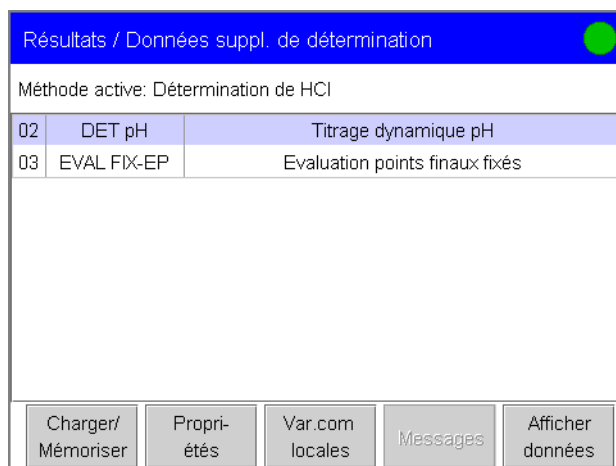 Résultats / Données suppl. de détermination
Méthode active: Détermination de HCl
02 DET pH Titrage dynamique pH
03 EVAL FIX-EP Evaluation points finaux fixés
Charger/ Propri- Var.com Messages Afficher
Mémoriser étés locales données